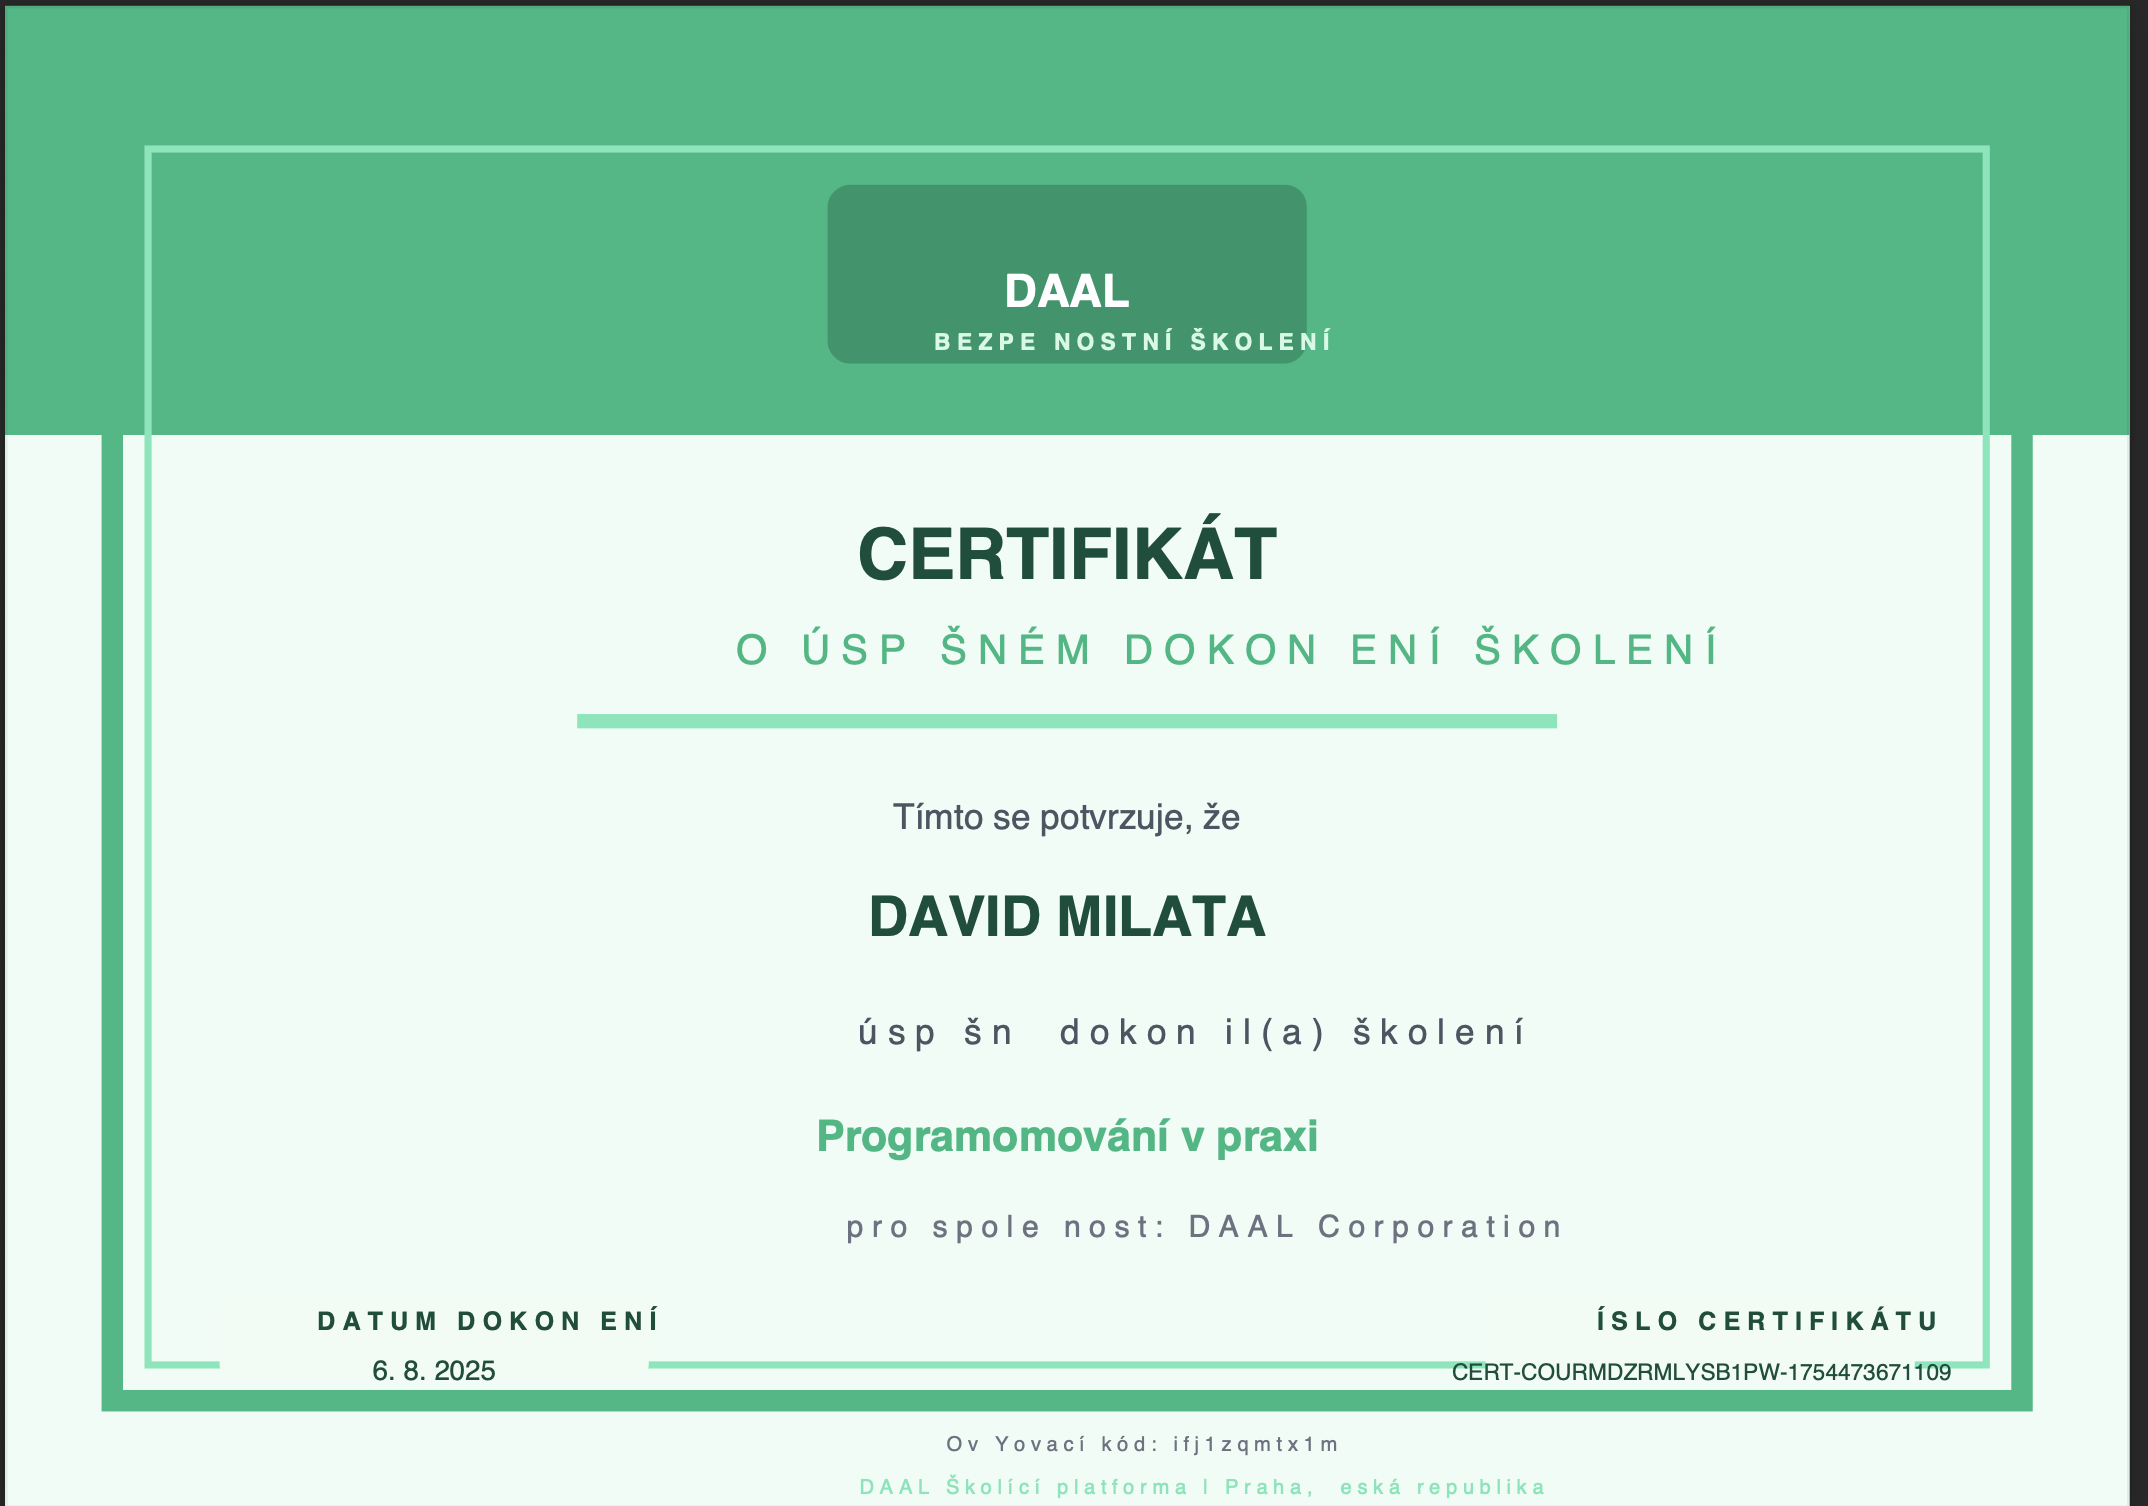 DAAL
BEZPE NOSTNÍ ŠKOLENÍ
CERTIFIKÁT
O ÚSP ŠNÉM DOKON ENÍ ŠKOLENÍ
Tímto se potvrzuje, že
DAVID MILATA
úsp šn  dokon il(a) školení
Programomování v praxi
pro spole nost: DAAL Corporation
DATUM DOKON ENÍ
6. 8. 2025
ÍSLO CERTIFIKÁTU
CERT-COURMDZRMLYSB1PW-1754473671109
Ov Yovací kód: ifj1zqmtx1m
DAAL Školící platforma | Praha,  eská republika